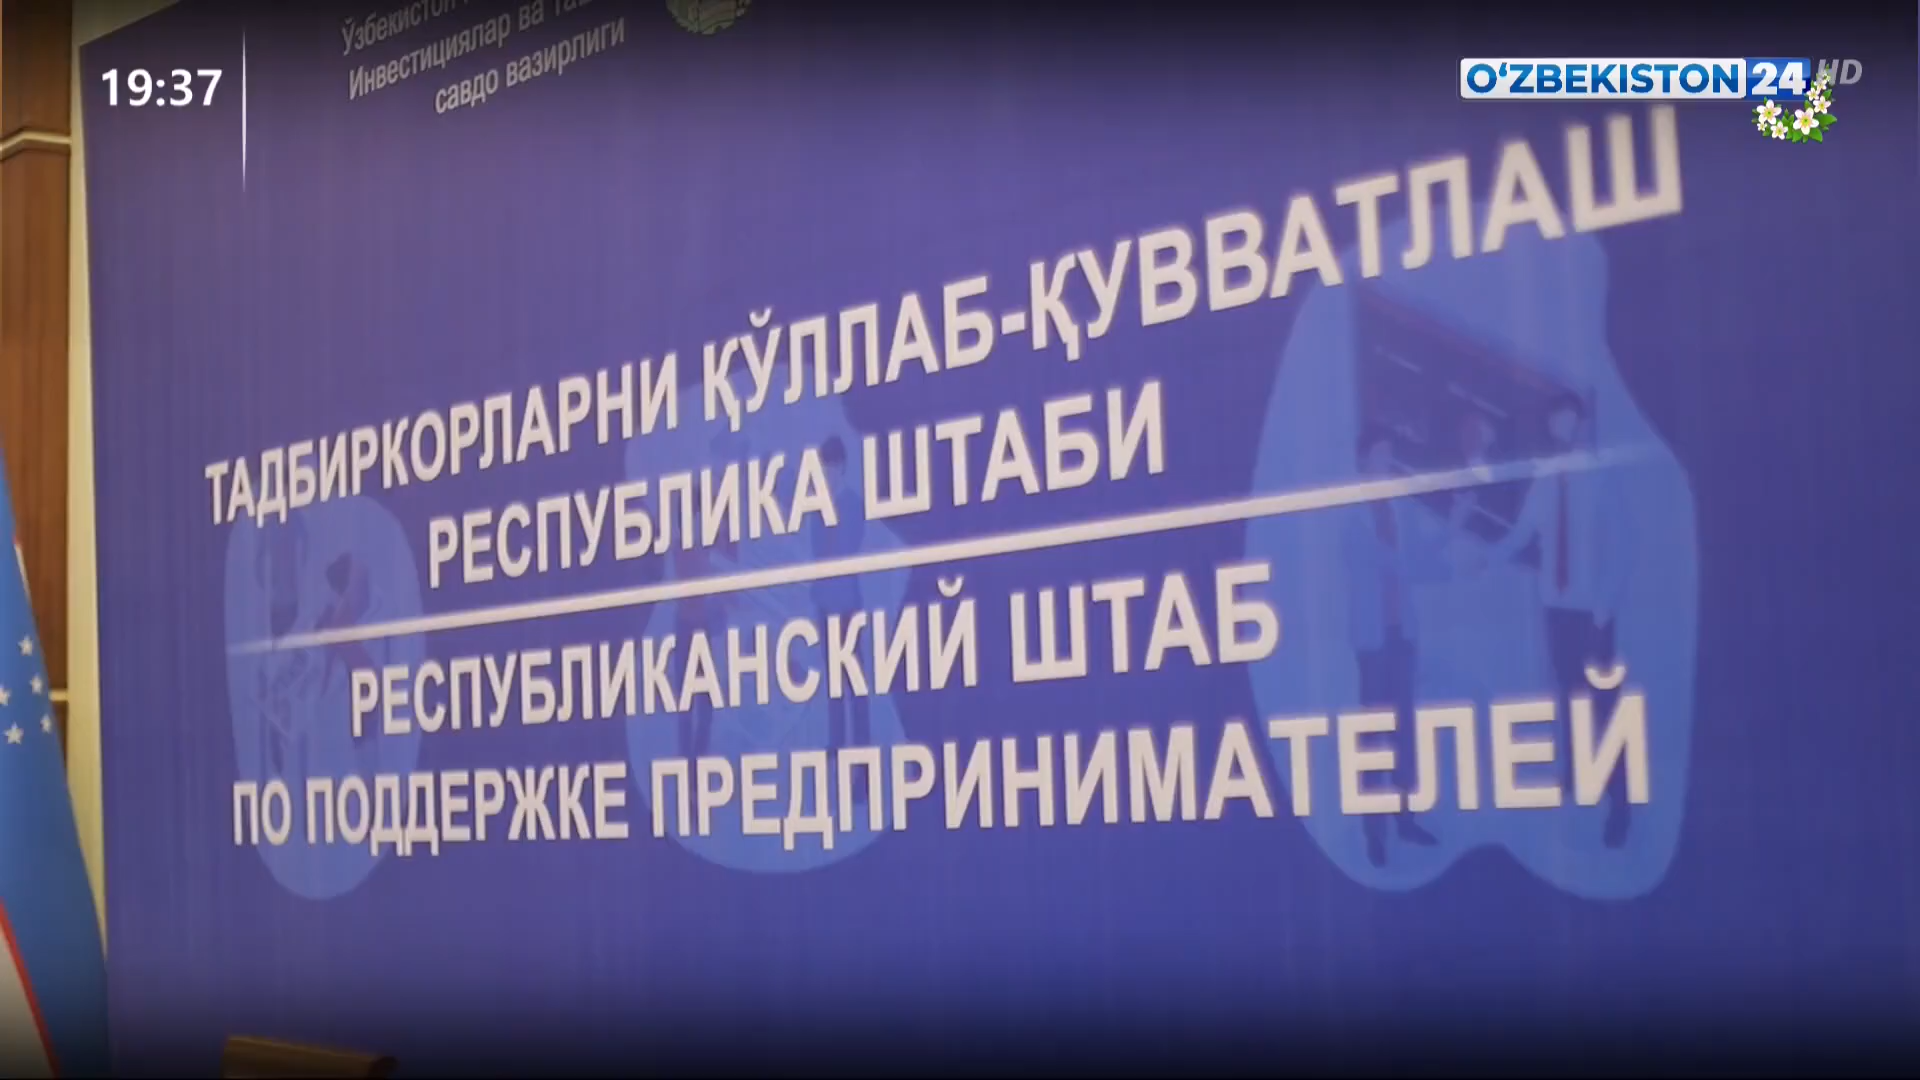 19:37
O‘ZBEKISTON 24 HD
Ўзбекистон
Инвестициялар ва
савдо вазирлиги
ТАДБИРКОРЛАРНИ ҚЎЛЛАБ-ҚУВВАТЛАШ
РЕСПУБЛИКА ШТАБИ
РЕСПУБЛИКАНСКИЙ ШТАБ
ПО ПОДДЕРЖКЕ ПРЕДПРИНИМАТЕЛЕЙ